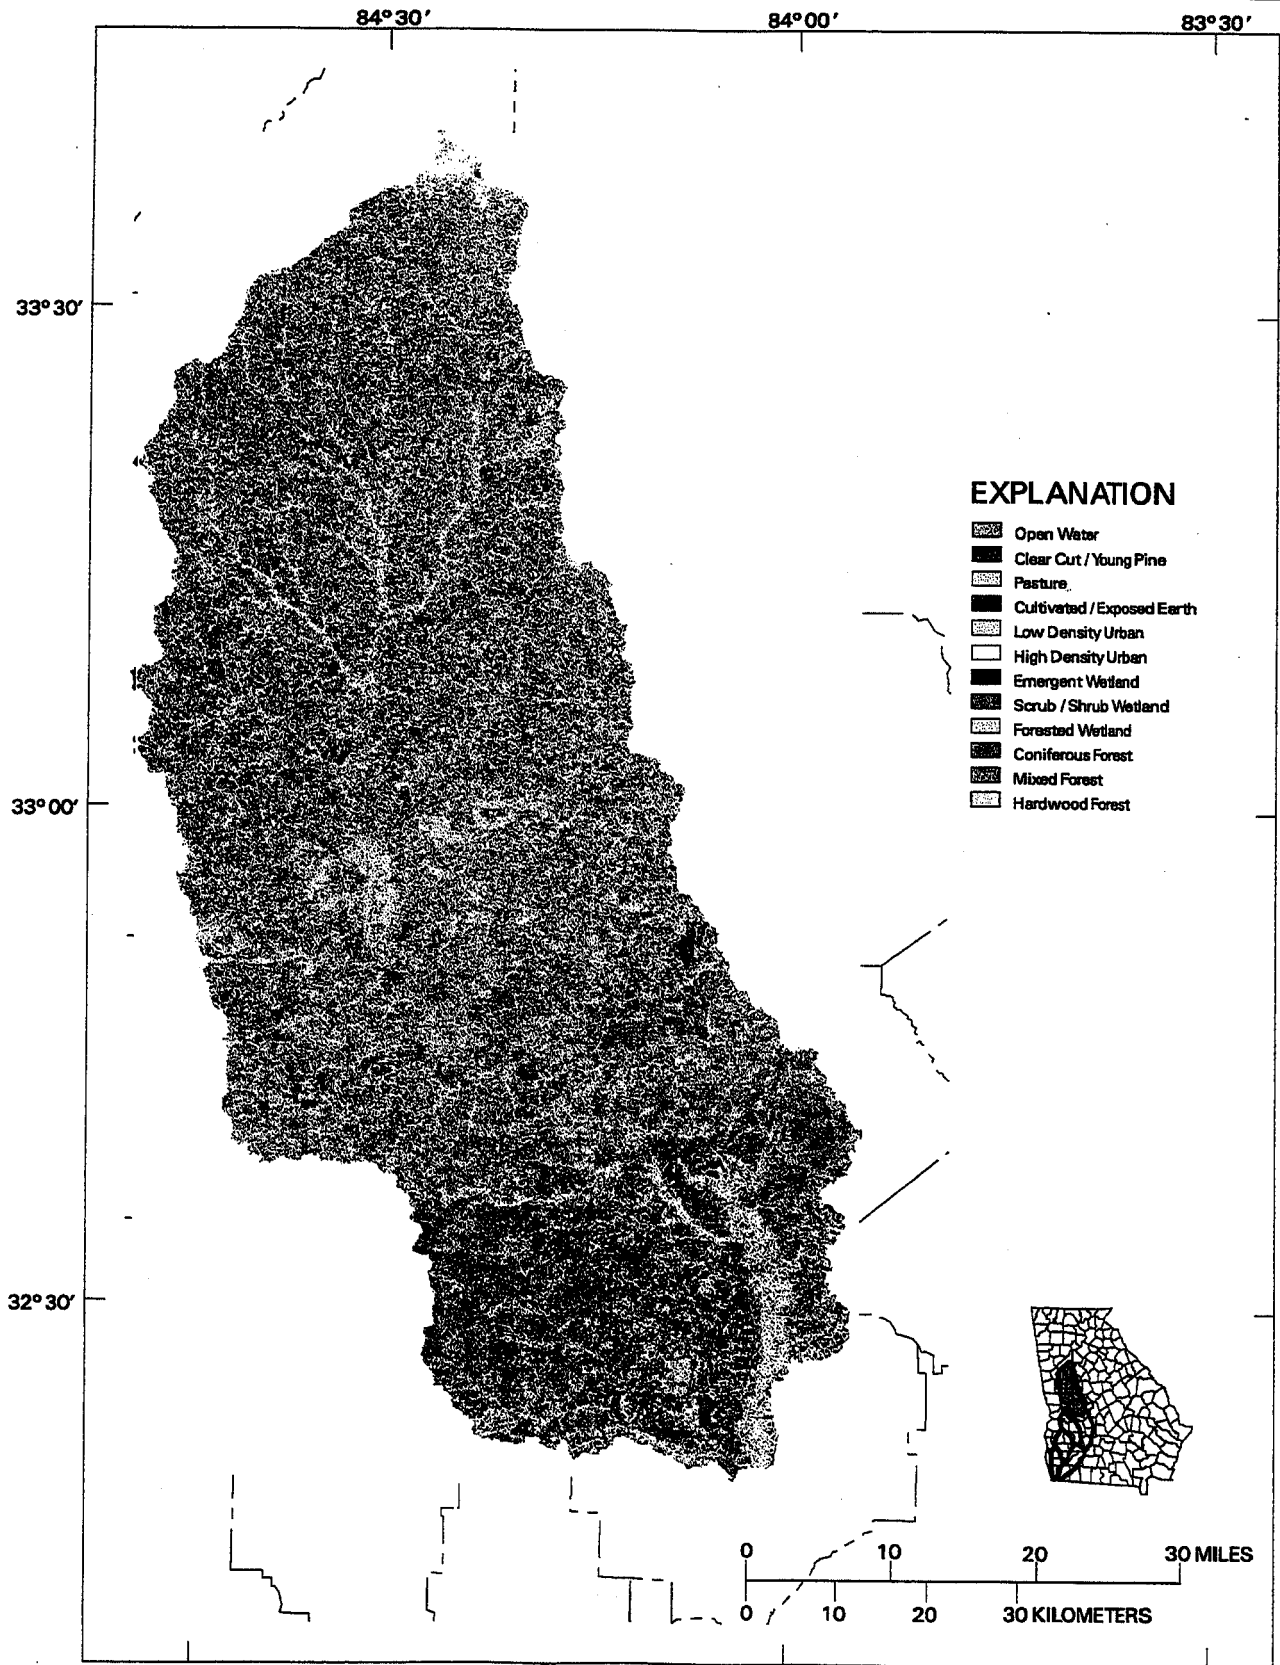 84°30′ 84°00′ 83°30′
33°30′
EXPLANATION
Open Water
Clear Cut / Young Pine
Pasture
Cultivated / Exposed Earth
Low Density Urban
High Density Urban
Emergent Wetland
Scrub / Shrub Wetland
Forested Wetland
Coniferous Forest
Mixed Forest
Hardwood Forest
33°00′
32°30′
0 10 20 30 MILES
0 10 20 30 KILOMETERS